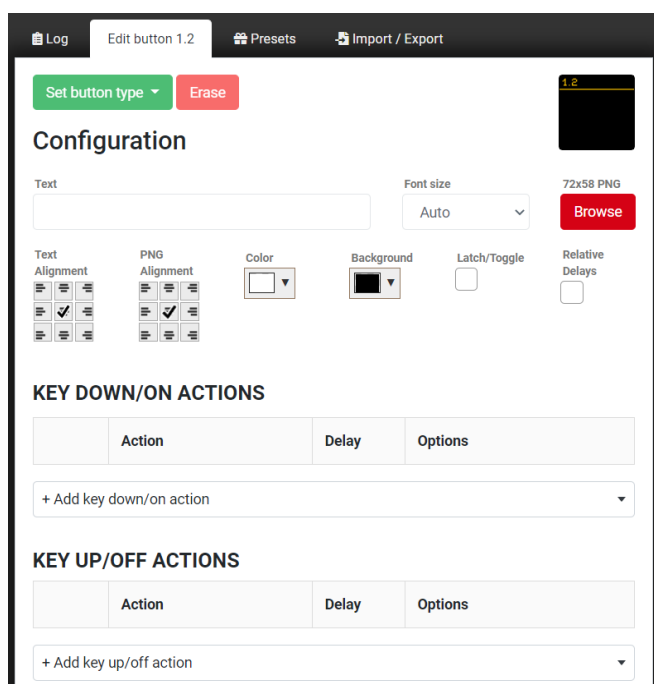 Log Edit button 1.2 Presets Import / Export
Set button type Erase
1.2
Configuration
Text Font size 72x58 PNG
Auto Browse
Text Alignment PNG Alignment Color Background Latch/Toggle Relative Delays
KEY DOWN/ON ACTIONS
Action Delay Options
+ Add key down/on action
KEY UP/OFF ACTIONS
Action Delay Options
+ Add key up/off action